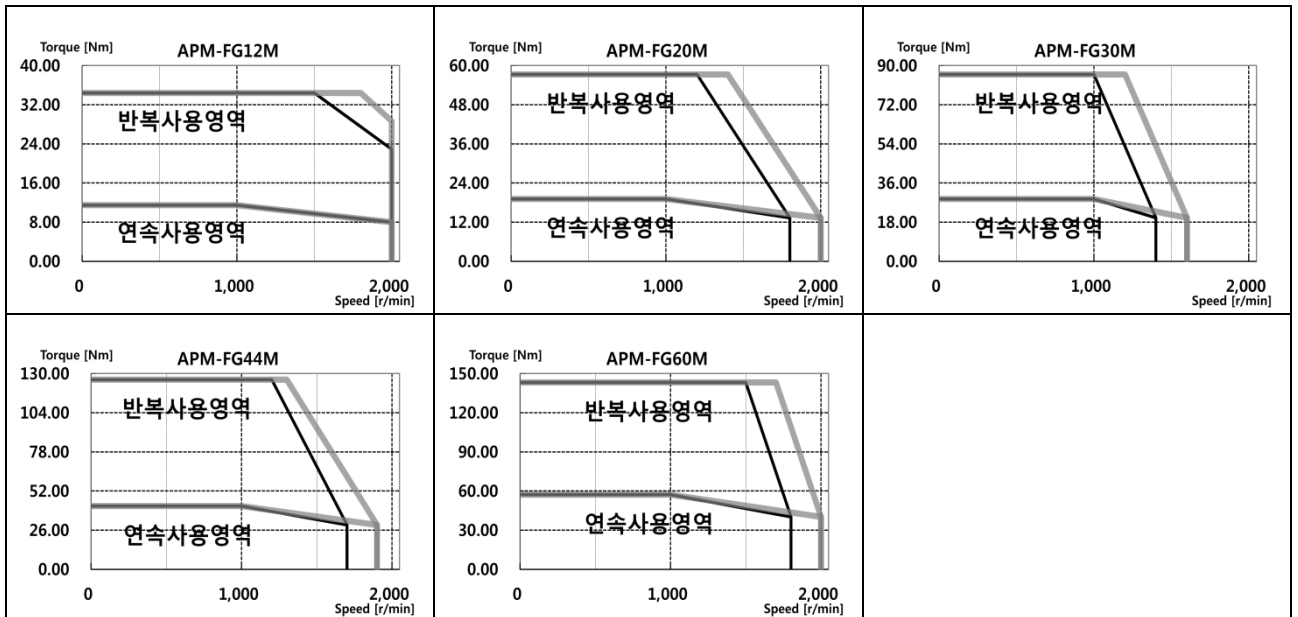 Torque [Nm] APM-FG12M
40.00
32.00
반복사용영역
24.00
16.00
8.00
연속사용영역
0.00
0 1,000 2,000
Speed [r/min]
Torque [Nm] APM-FG20M
60.00
48.00
반복사용영역
36.00
24.00
12.00
연속사용영역
0.00
0 1,000 2,000
Speed [r/min]
Torque [Nm] APM-FG30M
90.00
72.00
반복사용영역
54.00
36.00
18.00
연속사용영역
0.00
0 1,000 2,000
Speed [r/min]
Torque [Nm] APM-FG44M
130.00
104.00
반복사용영역
78.00
52.00
26.00
연속사용영역
0.00
0 1,000 2,000
Speed [r/min]
Torque [Nm] APM-FG60M
150.00
120.00
반복사용영역
90.00
60.00
30.00
연속사용영역
0.00
0 1,000 2,000
Speed [r/min]